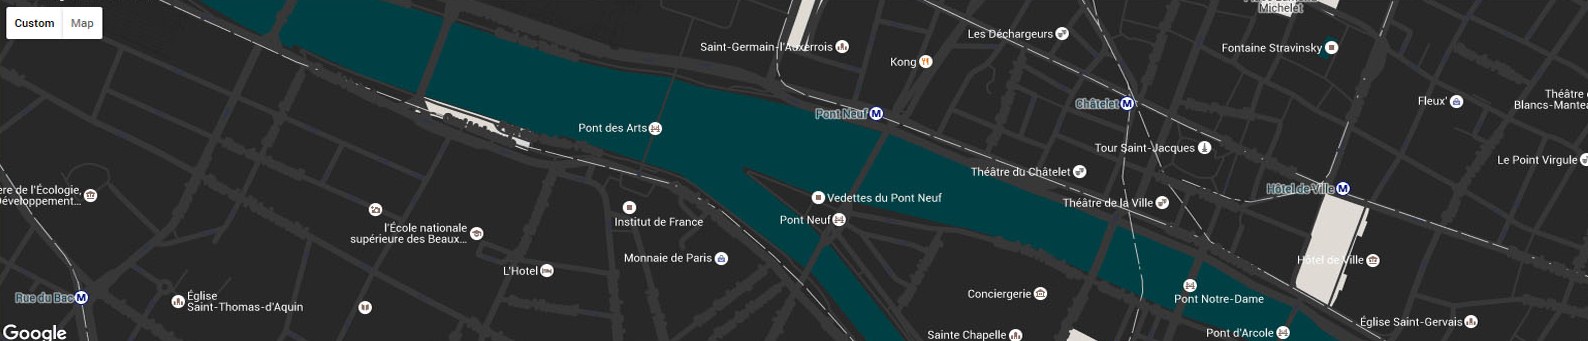 Custom
Map
Michelet
Les Déchargeurs
Saint-Germain-l'Auxerrois
Fontaine Stravinsky
Kong
Théâtre
Fleux'
Châtelet
Blancs-Mantea
Pont Neuf
Pont des Arts
Tour Saint-Jacques
Le Point Virgule
Théâtre du Châtelet
ère de l'Écologie,
Développement...
Hôtel de Ville
Vedettes du Pont Neuf
Théâtre de la Ville
Institut de France
Pont Neuf
l'École nationale
supérieure des Beaux...
Monnaie de Paris
Hôtel de Ville
L'Hotel
Conciergerie
Rue du Bac
Église
Saint-Thomas-d'Aquin
Pont Notre-Dame
Église Saint-Gervais
Google
Sainte Chapelle
Pont d'Arcole